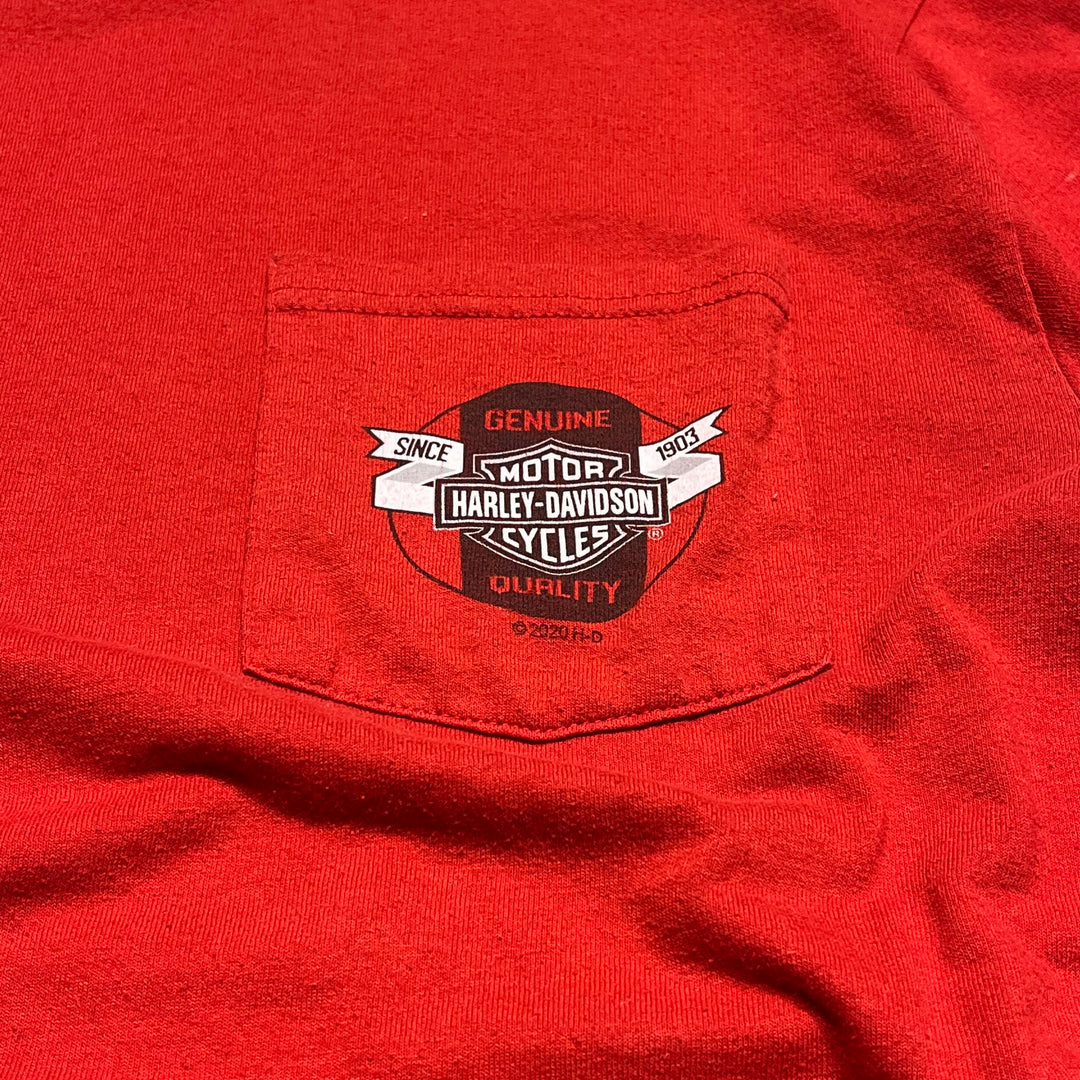 GENUINE
SINCE 1903
MOTOR
HARLEY-DAVIDSON
CYCLES
®
QUALITY
© 2020 H-D